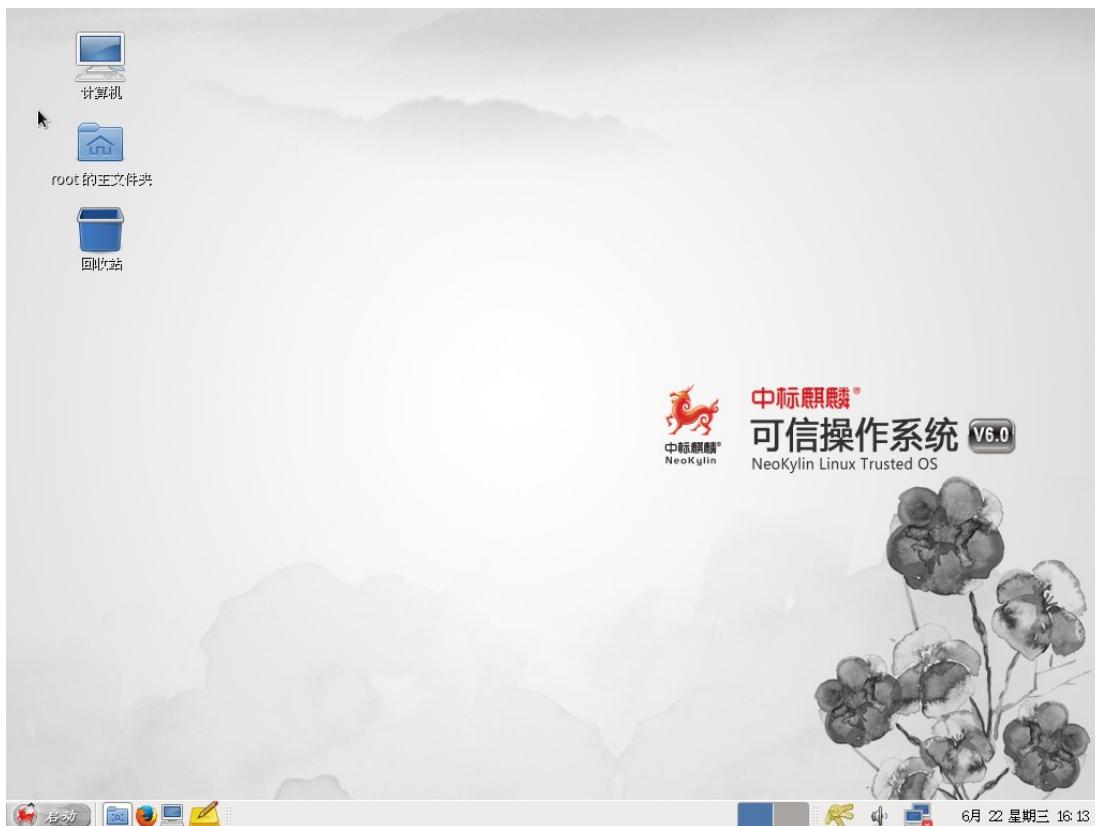 计算机
root 的主文件夹
回收站
中标麒麟®
NeoKylin
中标麒麟®
可信操作系统 V6.0
NeoKylin Linux Trusted OS
启动
6月 22 星期三 16:13